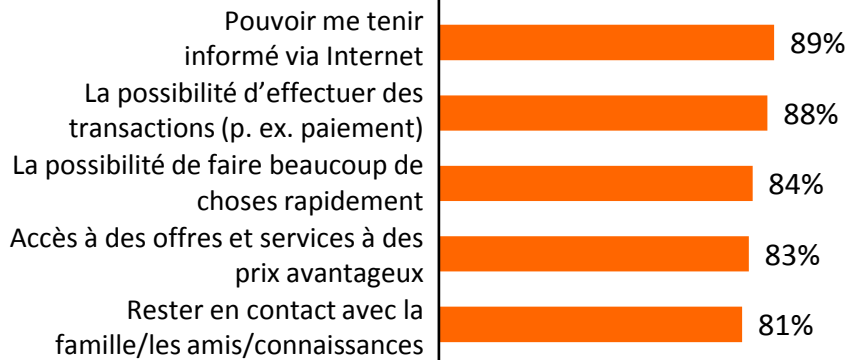 Pouvoir me tenir
informé via Internet
89%
La possibilité d’effectuer des
transactions (p. ex. paiement)
88%
La possibilité de faire beaucoup de
choses rapidement
84%
Accès à des offres et services à des
prix avantageux
83%
Rester en contact avec la
famille/les amis/connaissances
81%